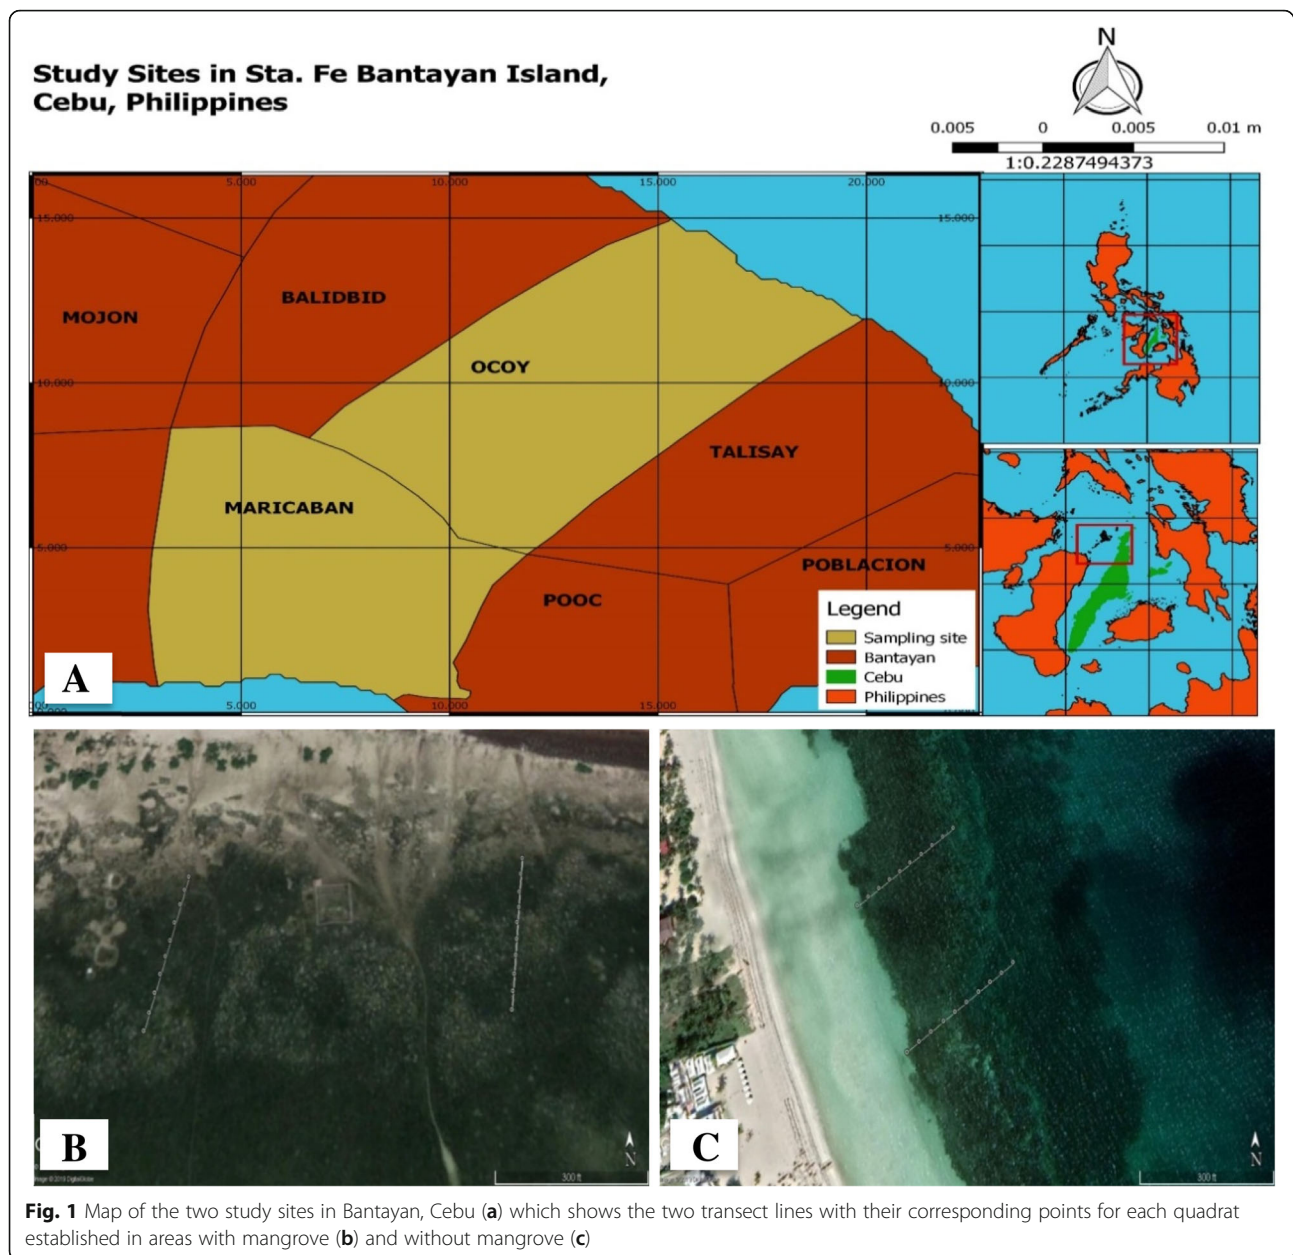 Study Sites in Sta. Fe Bantayan Island,
Cebu, Philippines
N
0.005 0 0.005 0.01 m
1:0.2287494373
5.000 10.000 15.000 20.000
15.000 15.000
BALIDBID
MOJON
OCOY
10.000 10.000
TALISAY
MARICABAN
5.000 5.000
POBLACION
POOC
Legend
Sampling site
Bantayan
Cebu
Philippines
A
5.000 10.000 15.000
B
N
300 ft
C
N
300 ft
Fig. 1 Map of the two study sites in Bantayan, Cebu (a) which shows the two transect lines with their corresponding points for each quadrat
established in areas with mangrove (b) and without mangrove (c)